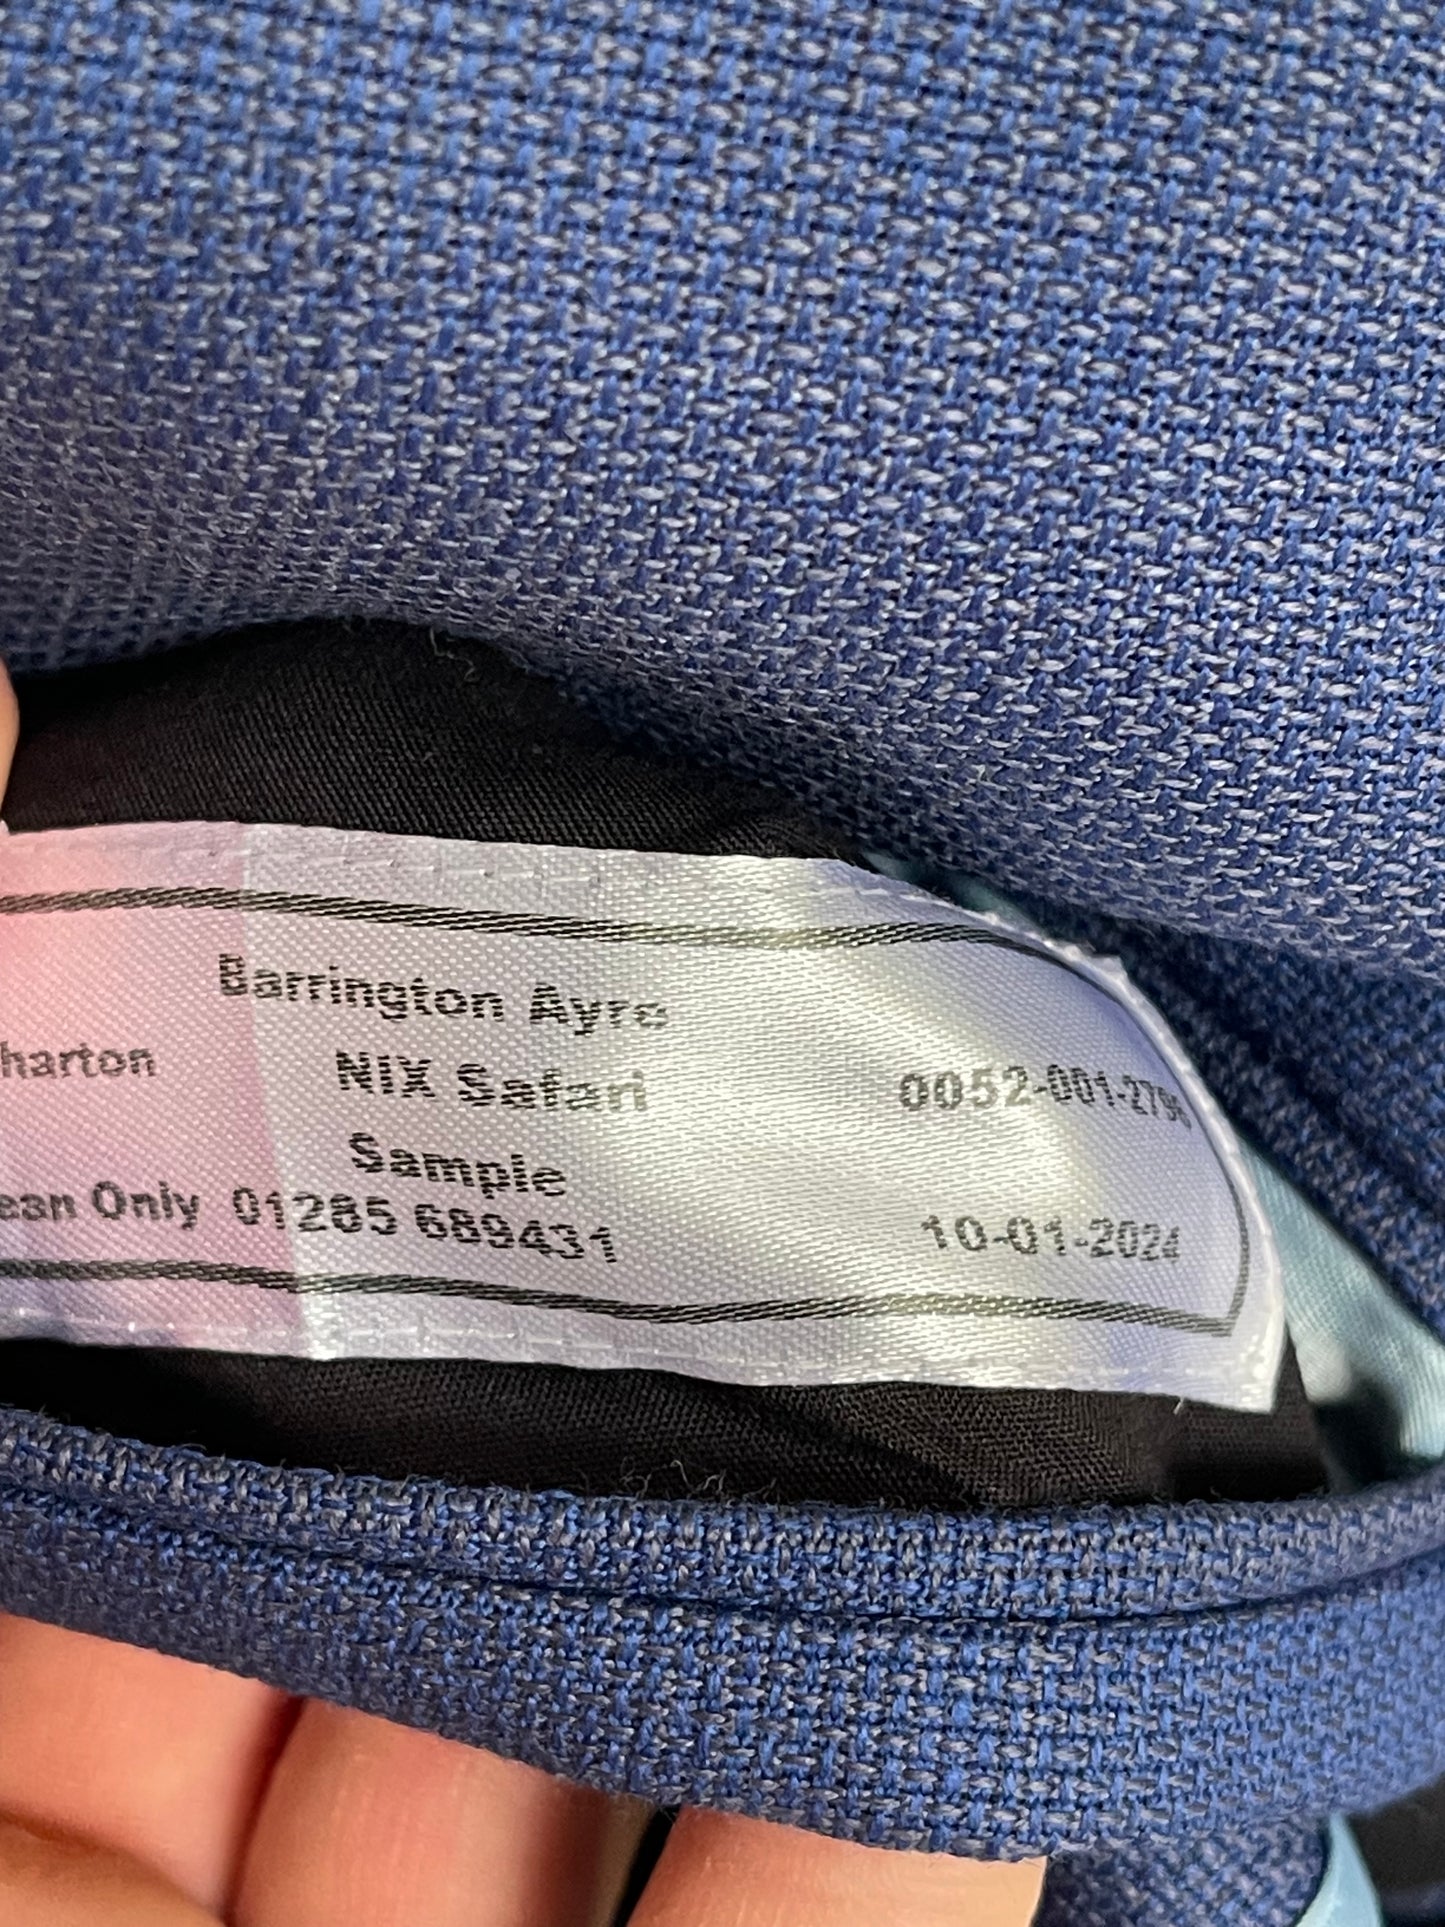 Barrington Ayre
harton NIX Safari 0052-001-2796
Sample
ean Only 01285 689431 10-01-2024